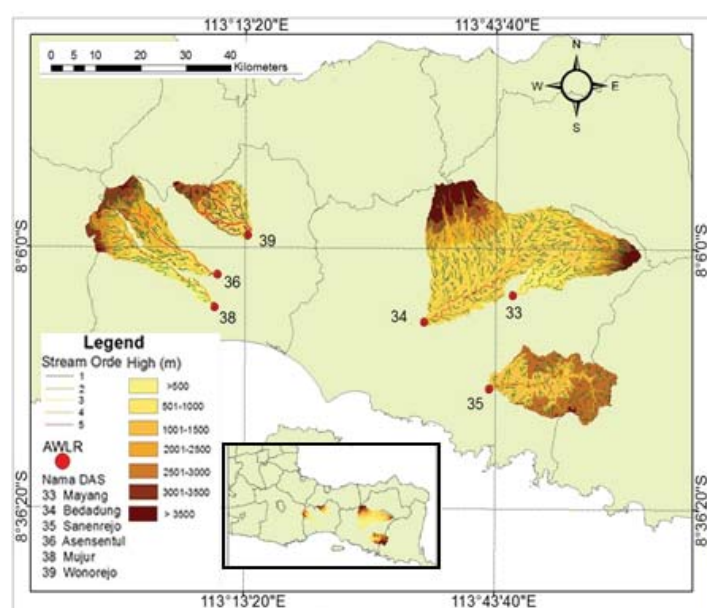 113°13'20"E 113°43'40"E
0 5 10 20 30 40
Kilometers
N
W E
S
8°6'0"S 8°6'0"S
39
36
38
34
33
35
Legend
Stream Orde High (m)
1
2
3
4
5
>500
501-1000
1001-1500
2001-2500
2501-3000
3001-3500
> 3500
AWLR
Nama DAS
33 Mayang
34 Bedadung
35 Sanenrejo
36 Asensentul
38 Mujur
39 Wonorejo
8°36'20"S 8°36'20"S
113°13'20"E 113°43'40"E